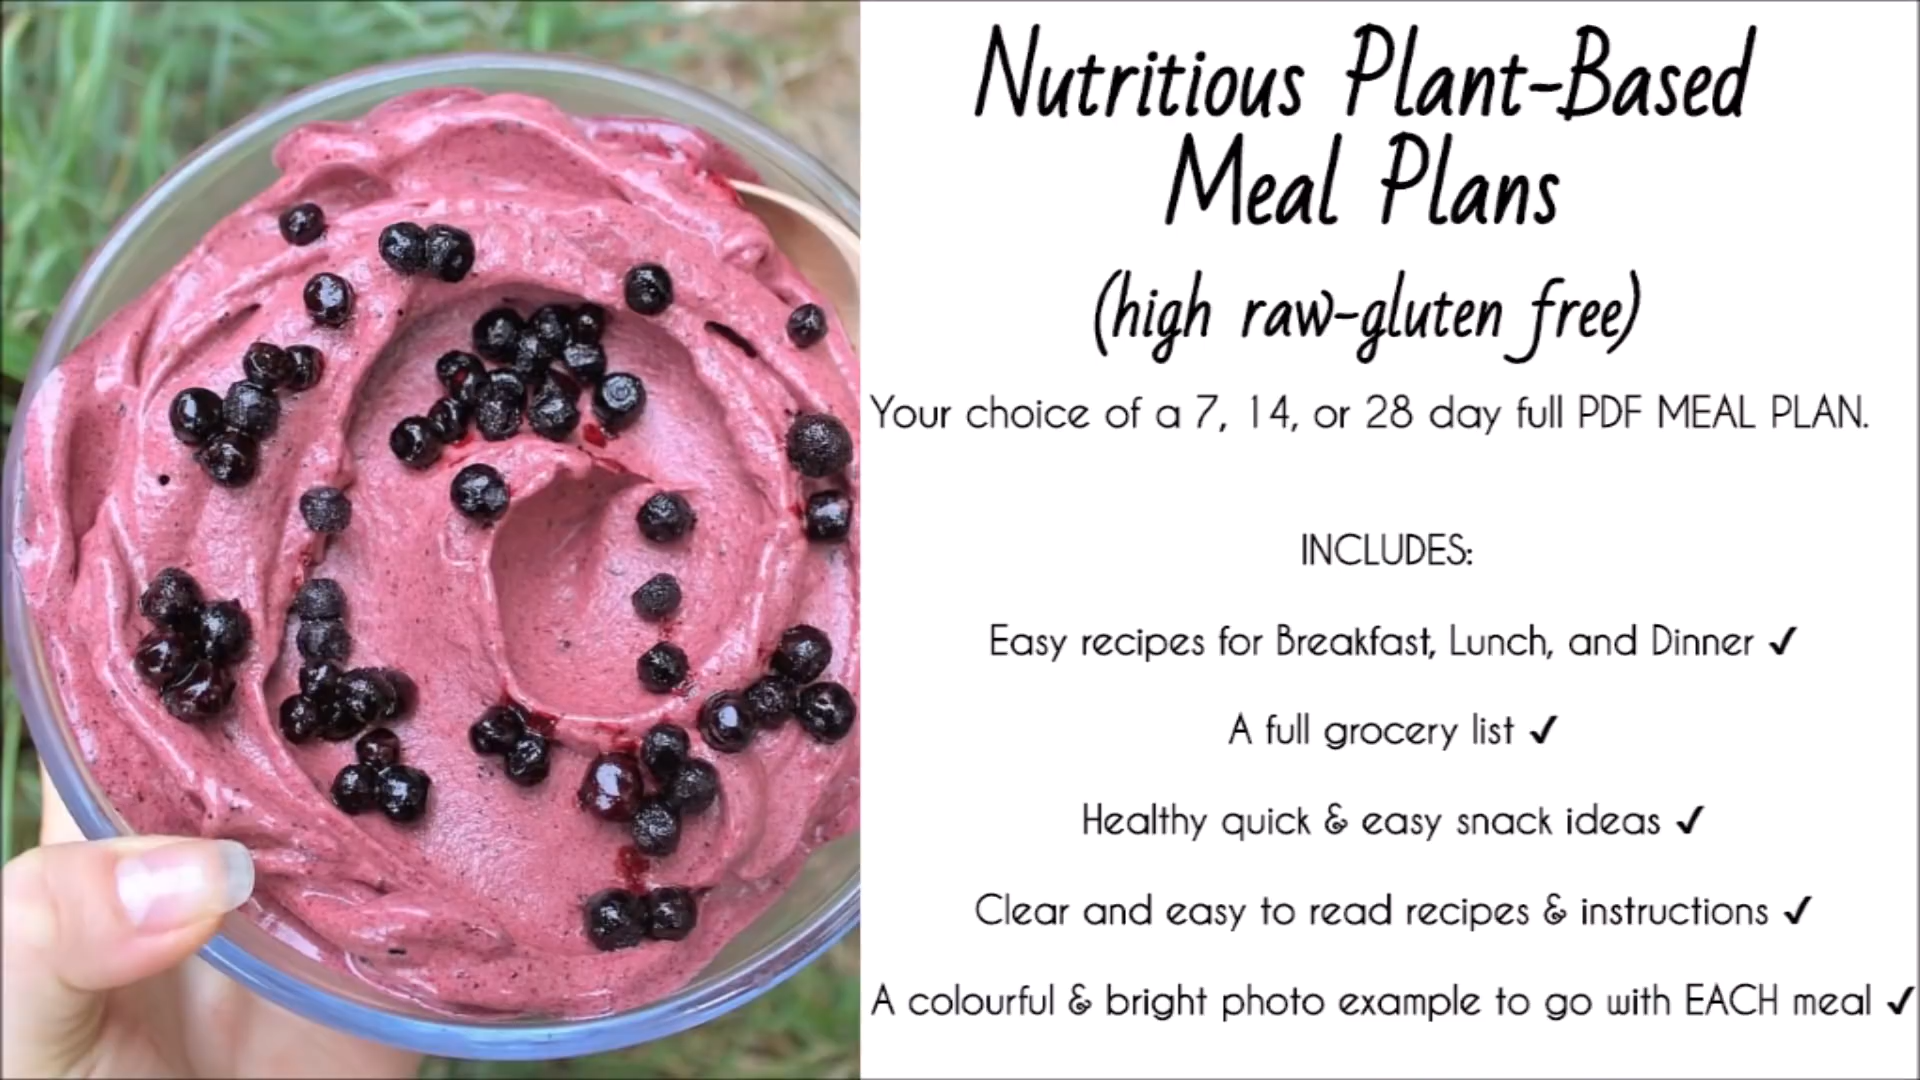 Nutritious Plant-Based
Meal Plans
(high raw-gluten free)
Your choice of a 7, 14, or 28 day full PDF MEAL PLAN.
INCLUDES:
Easy recipes for Breakfast, Lunch, and Dinner ✓
A full grocery list ✓
Healthy quick & easy snack ideas ✓
Clear and easy to read recipes & instructions ✓
A colourful & bright photo example to go with EACH meal ✓